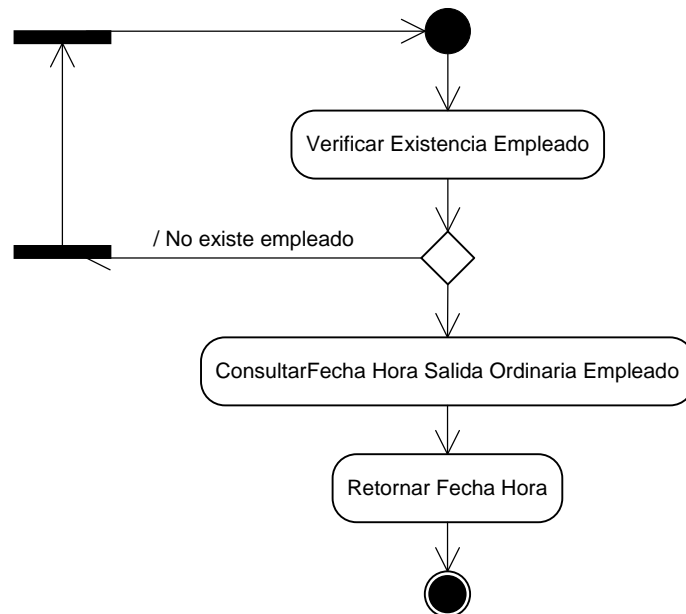 Verificar Existencia Empleado
/ No existe empleado
ConsultarFecha Hora Salida Ordinaria Empleado
Retornar Fecha Hora